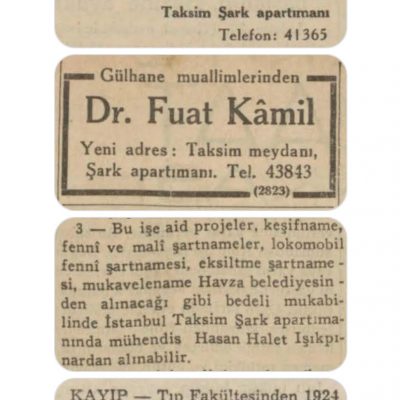 Taksim Şark apartımanı
Telefon: 41365
Gülhane muallimlerinden
Dr. Fuat Kâmil
Yeni adres: Taksim meydanı,
Şark apartımanı. Tel. 43843
(2823)
3 — Bu işe aid projeler, keşifname,
fennî ve malî şartnameler, lokomobil
fennî şartnamesi, eksiltme şartname-
si, mukavelename Havza belediyesin-
den alınacağı gibi bedeli mukabi-
linde İstanbul Taksim Şark apartıma-
nında mühendis Hasan Halet Işıkpı-
nardan alınabilir.
KAYIP — Tıp Fakültesinden 1924